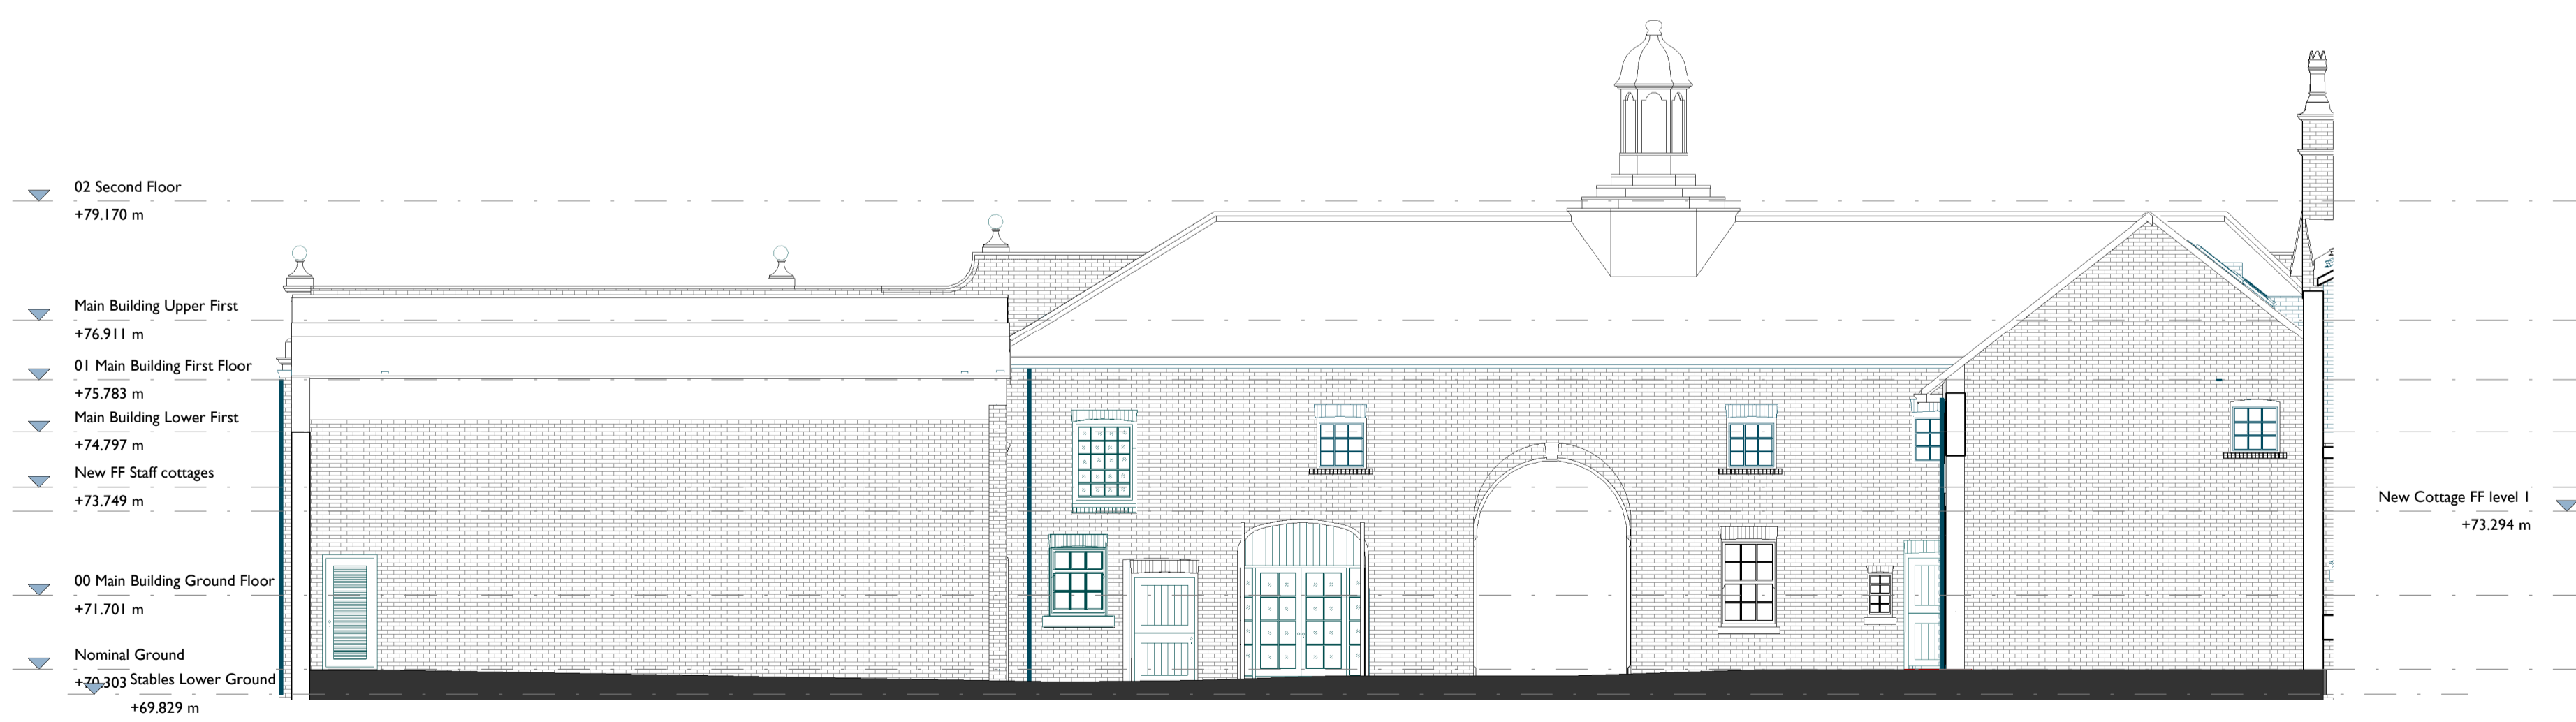 02 Second Floor
+79.170 m
Main Building Upper First
+76.911 m
01 Main Building First Floor
+75.783 m
Main Building Lower First
+74.797 m
New FF Staff cottages
+73.749 m
New Cottage FF level 1
+73.294 m
00 Main Building Ground Floor
+71.701 m
Nominal Ground
+70.303
Stables Lower Ground
+69.829 m